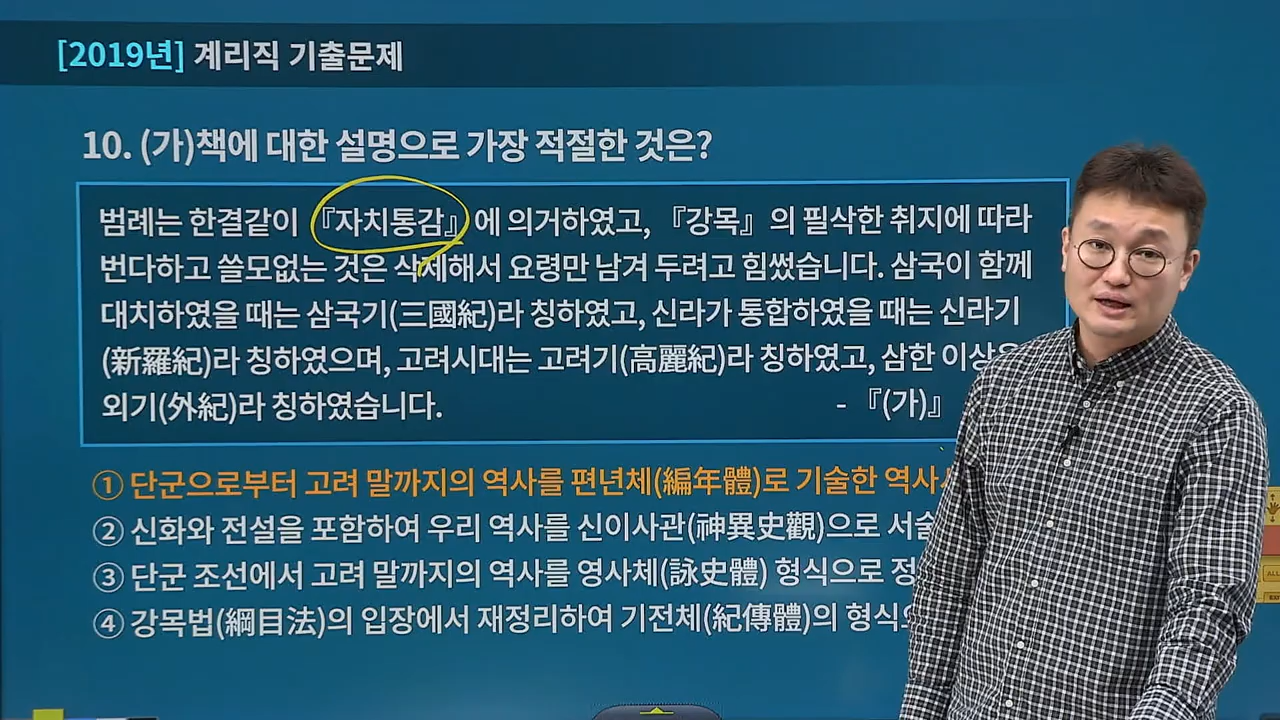 [2019년] 계리직 기출문제
10. (가)책에 대한 설명으로 가장 적절한 것은?
범례는 한결같이 『자치통감』에 의거하였고, 『강목』의 필삭한 취지에 따라
번다하고 쓸모없는 것은 삭제해서 요령만 남겨 두려고 힘썼습니다. 삼국이 함께
대치하였을 때는 삼국기(三國紀)라 칭하였고, 신라가 통합하였을 때는 신라기
(新羅紀)라 칭하였으며, 고려시대는 고려기(高麗紀)라 칭하였고, 삼한
외기(外紀)라 칭하였습니다. - 『(가)』
① 단군으로부터 고려 말까지의 역사를 편년체(編年體)로 기술한
② 신화와 전설을 포함하여 우리 역사를 신이사관(神異史觀)으로
③ 단군 조선에서 고려 말까지의 역사를 영사체(詠史體) 형식으로
④ 강목법(綱目法)의 입장에서 재정리하여 기전체(紀傳體)의